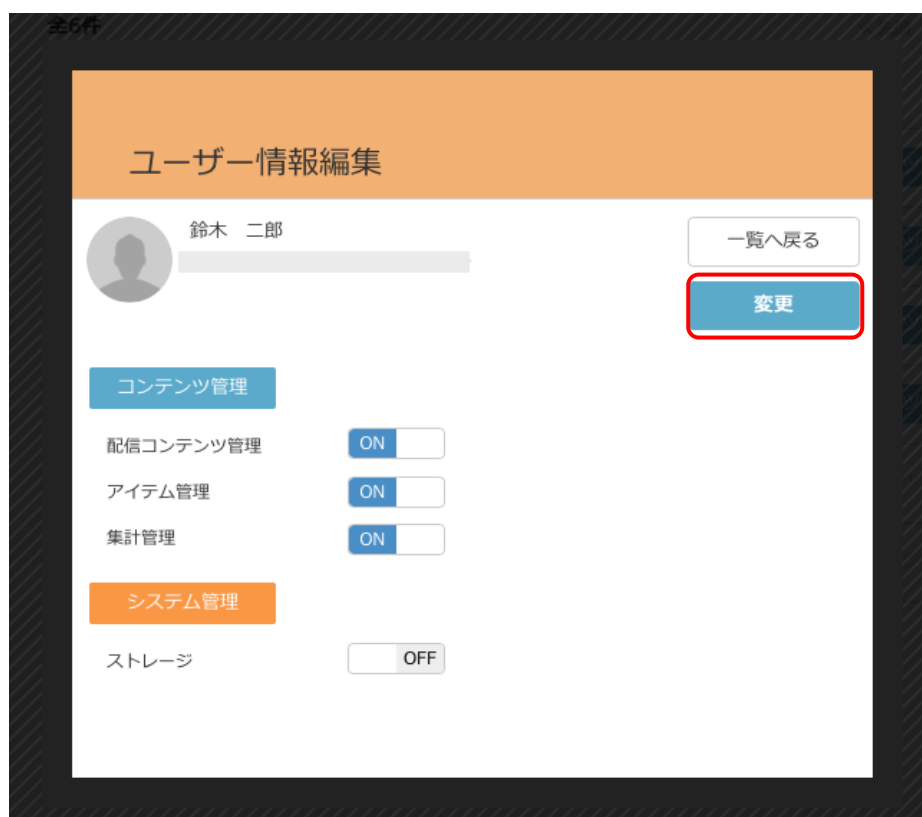 全6件
ユーザー情報編集
鈴木 二郎
一覧へ戻る
変更
コンテンツ管理
配信コンテンツ管理 ON
アイテム管理 ON
集計管理 ON
システム管理
ストレージ OFF